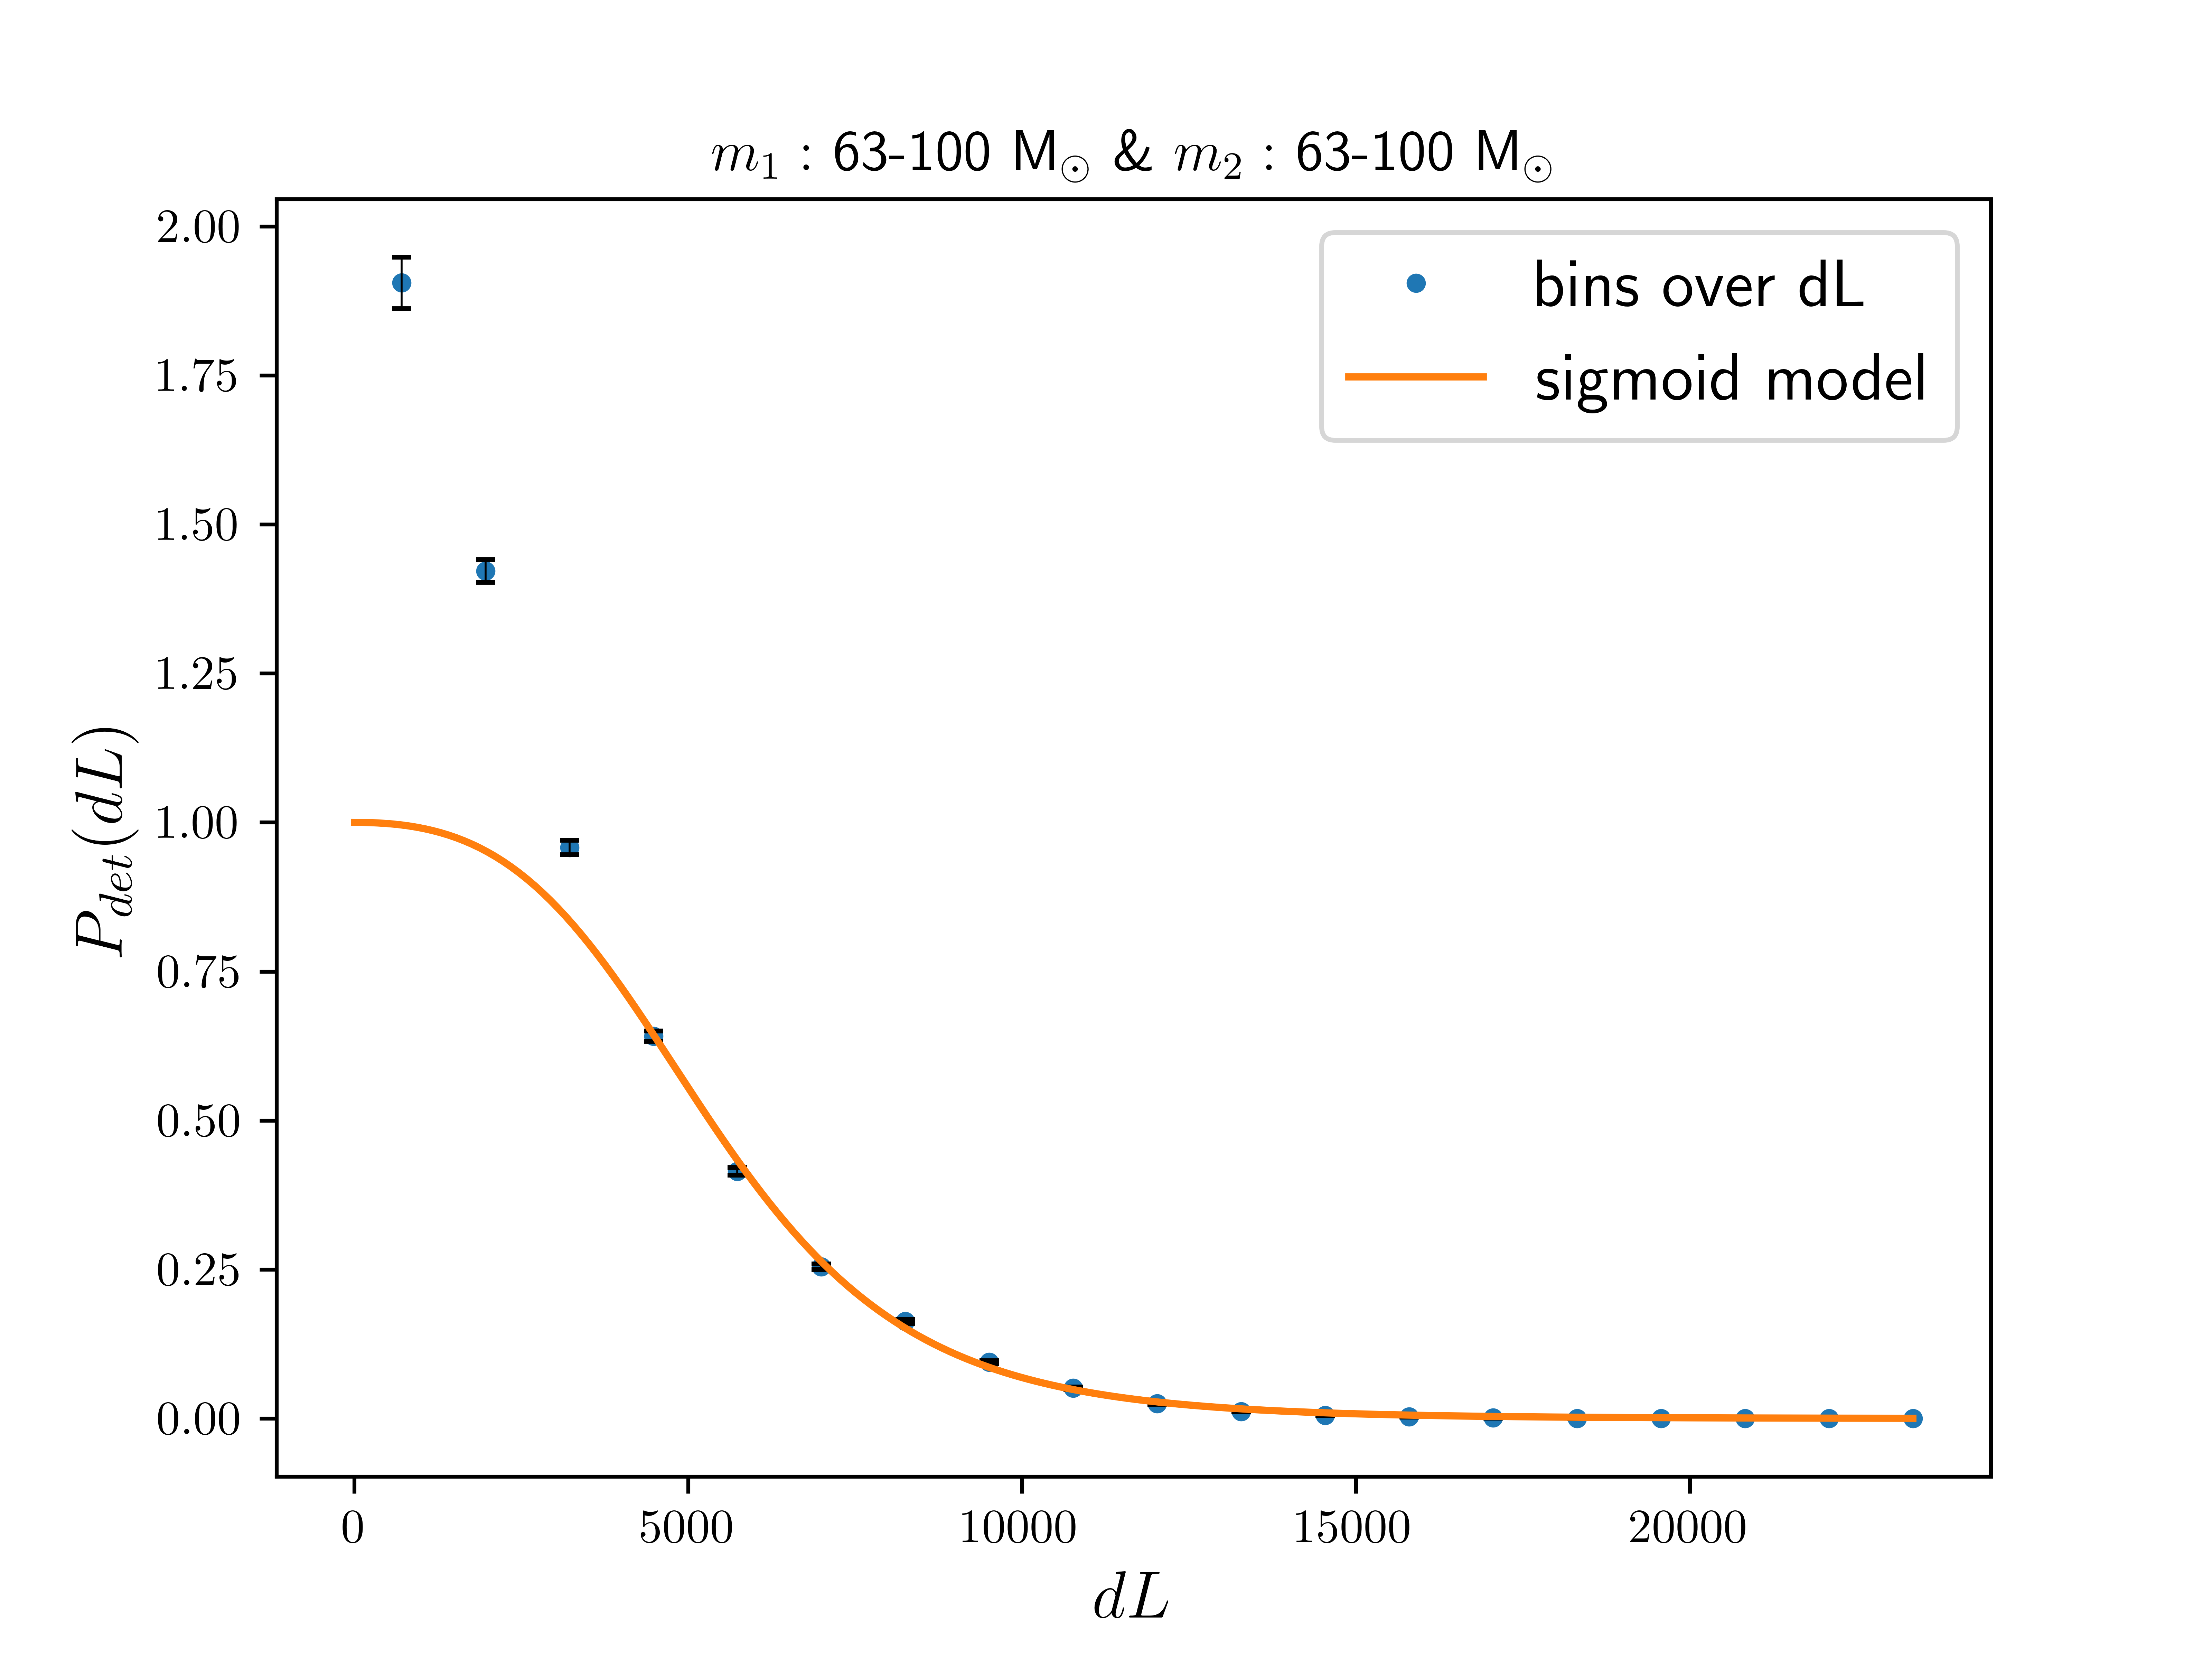 m₁ : 63-100 M⊙ & m₂ : 63-100 M⊙
2.00
1.75
1.50
1.25
1.00
0.75
0.50
0.25
0.00
P_det(dL)
bins over dL
sigmoid model
0 5000 10000 15000 20000
dL